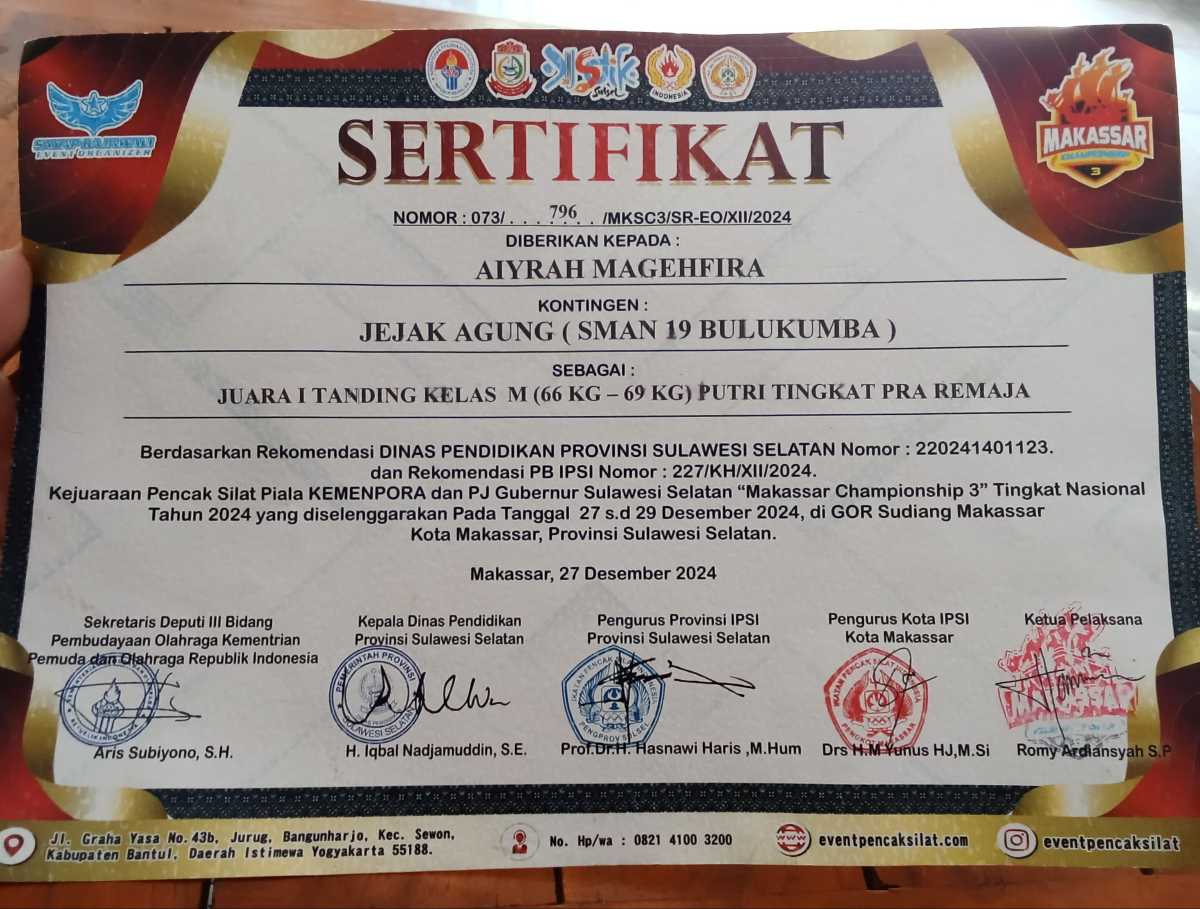 SERTIFIKAT
NOMOR : 073/ . . . 796 . . /MKSC3/SR-EO/XII/2024
DIBERIKAN KEPADA :
AIYRAH MAGEHFIRA
KONTINGEN :
JEJAK AGUNG ( SMAN 19 BULUKUMBA )
SEBAGAI :
JUARA I TANDING KELAS M (66 KG – 69 KG) PUTRI TINGKAT PRA REMAJA
Berdasarkan Rekomendasi DINAS PENDIDIKAN PROVINSI SULAWESI SELATAN Nomor : 220241401123.
dan Rekomendasi PB IPSI Nomor : 227/KH/XII/2024.
Kejuaraan Pencak Silat Piala KEMENPORA dan PJ Gubernur Sulawesi Selatan “Makassar Championship 3” Tingkat Nasional
Tahun 2024 yang diselenggarakan Pada Tanggal 27 s.d 29 Desember 2024, di GOR Sudiang Makassar
Kota Makassar, Provinsi Sulawesi Selatan.
Makassar, 27 Desember 2024
Sekretaris Deputi III Bidang
Pembudayaan Olahraga Kementrian
Pemuda dan Olahraga Republik Indonesia
Aris Subiyono, S.H.
Kepala Dinas Pendidikan
Provinsi Sulawesi Selatan
H. Iqbal Nadjamuddin, S.E.
Pengurus Provinsi IPSI
Provinsi Sulawesi Selatan
Prof.Dr.H. Hasnawi Haris ,M.Hum
Pengurus Kota IPSI
Kota Makassar
Drs H.M Yunus HJ,M.Si
Ketua Pelaksana
Romy Ardiansyah S.P
EVENT ORGANIZER
INDONESIA
Sulsel
MAKASSAR
CHAMPIONSHIP
3
Jl. Graha Yasa No.43b, Jurug, Bangunharjo, Kec. Sewon,
Kabupaten Bantul, Daerah Istimewa Yogyakarta 55188.
No. Hp/wa : 0821 4100 3200
eventpencaksilat.com
eventpencaksilat